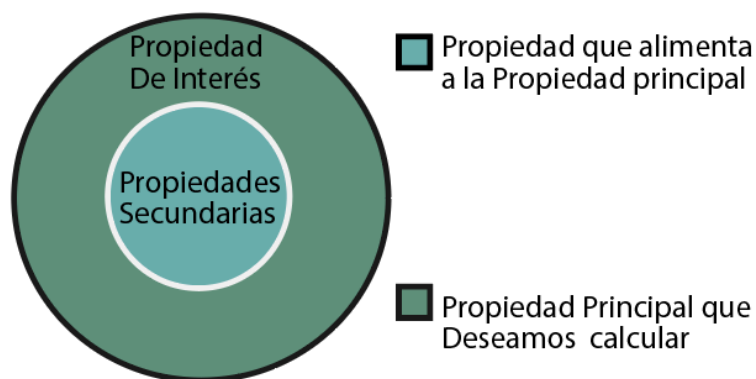 Propiedad
De Interés
Propiedades
Secundarias
Propiedad que alimenta
a la Propiedad principal
Propiedad Principal que
Deseamos calcular